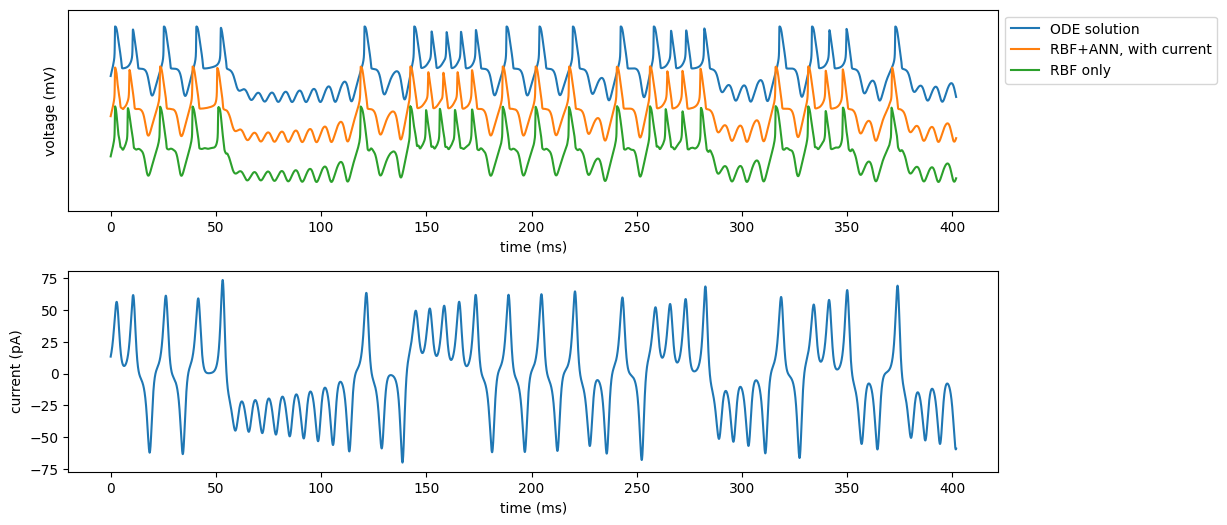 ODE solution
RBF+ANN, with current
RBF only
voltage (mV)
0 50 100 150 200 250 300 350 400
time (ms)
75
50
25
0
−25
−50
−75
current (pA)
0 50 100 150 200 250 300 350 400
time (ms)